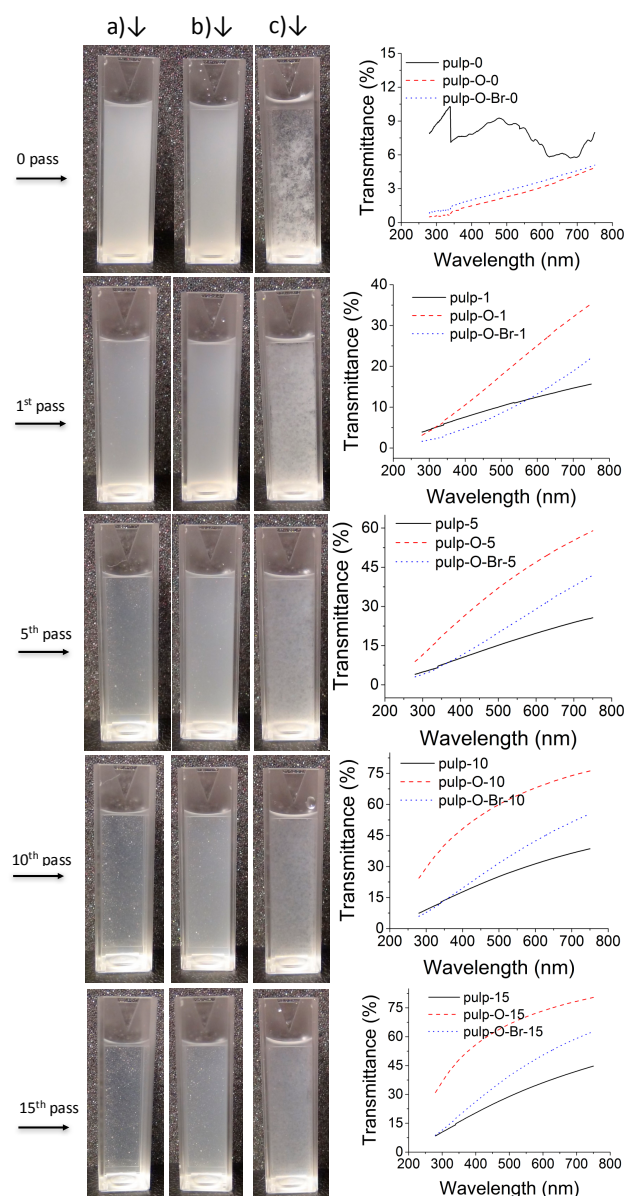 a)↓ b)↓ c)↓
0 pass
pulp-0
pulp-O-0
pulp-O-Br-0
Transmittance (%)
15
12
9
6
3
0
200 300 400 500 600 700 800
Wavelength (nm)
1st pass
pulp-1
pulp-O-1
pulp-O-Br-1
Transmittance (%)
40
30
20
10
0
200 300 400 500 600 700 800
Wavelength (nm)
5th pass
pulp-5
pulp-O-5
pulp-O-Br-5
Transmittance (%)
60
45
30
15
0
200 300 400 500 600 700 800
Wavelength (nm)
10th pass
pulp-10
pulp-O-10
pulp-O-Br-10
Transmittance (%)
75
60
45
30
15
0
200 300 400 500 600 700 800
Wavelength (nm)
15th pass
pulp-15
pulp-O-15
pulp-O-Br-15
Transmittance (%)
75
60
45
30
15
0
200 300 400 500 600 700 800
Wavelength (nm)